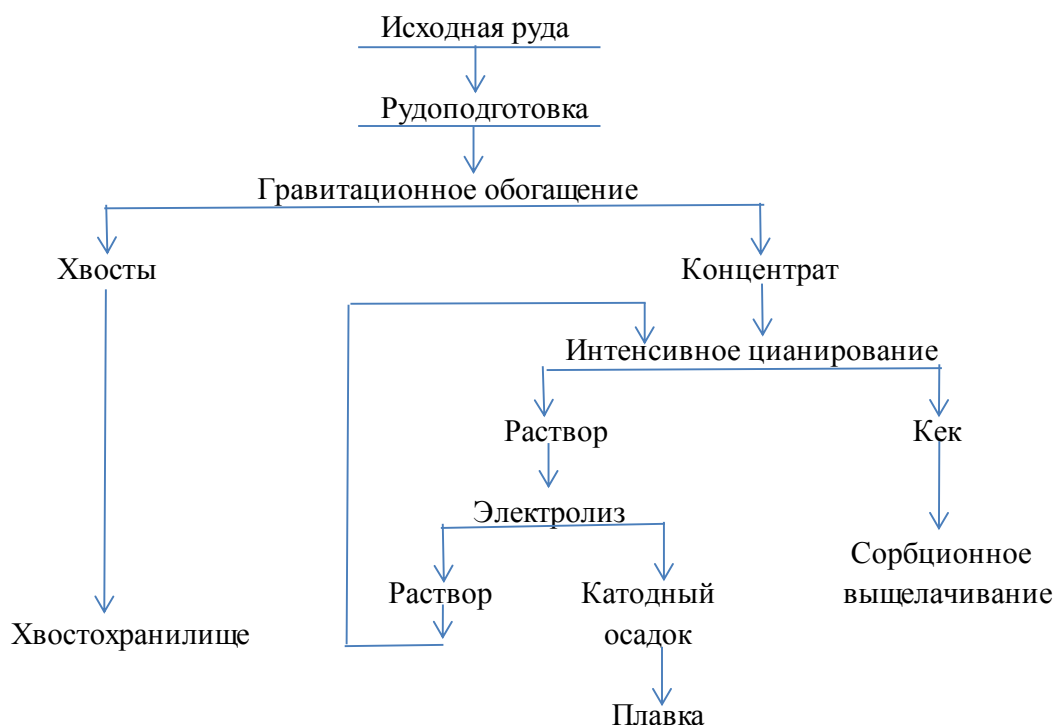 Исходная руда
Рудоподготовка
Гравитационное обогащение
Хвосты
Концентрат
Интенсивное цианирование
Раствор
Кек
Электролиз
Сорбционное
выщелачивание
Раствор
Катодный
осадок
Хвостохранилище
Плавка